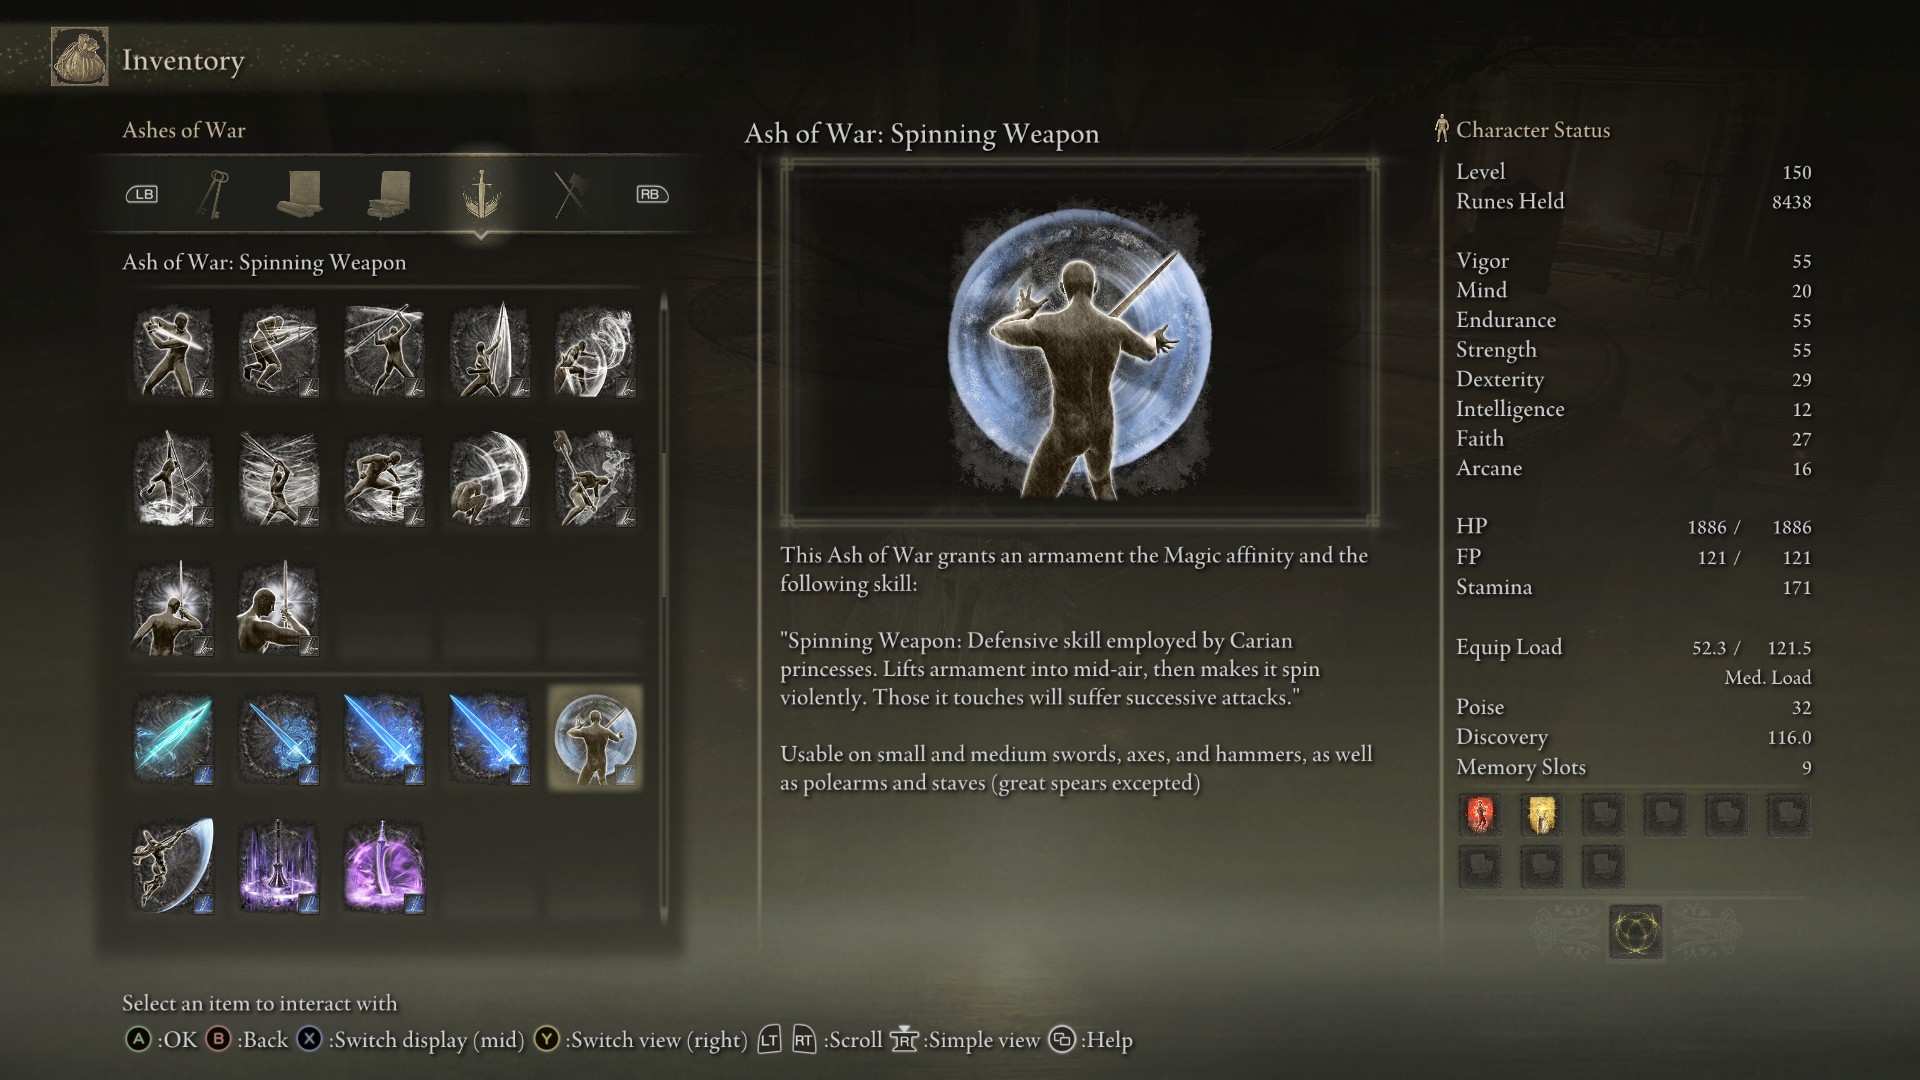 Inventory
Ashes of War
LB
RB
Ash of War: Spinning Weapon
Ash of War: Spinning Weapon
This Ash of War grants an armament the Magic affinity and the
following skill:
"Spinning Weapon: Defensive skill employed by Carian
princesses. Lifts armament into mid-air, then makes it spin
violently. Those it touches will suffer successive attacks."
Usable on small and medium swords, axes, and hammers, as well
as polearms and staves (great spears excepted)
Character Status
Level 150
Runes Held 8438
Vigor 55
Mind 20
Endurance 55
Strength 55
Dexterity 29
Intelligence 12
Faith 27
Arcane 16
HP 1886 / 1886
FP 121 / 121
Stamina 171
Equip Load 52.3 / 121.5
Med. Load
Poise 32
Discovery 116.0
Memory Slots 9
Select an item to interact with
A :OK B :Back X :Switch display (mid) Y :Switch view (right) LT RT :Scroll R :Simple view :Help